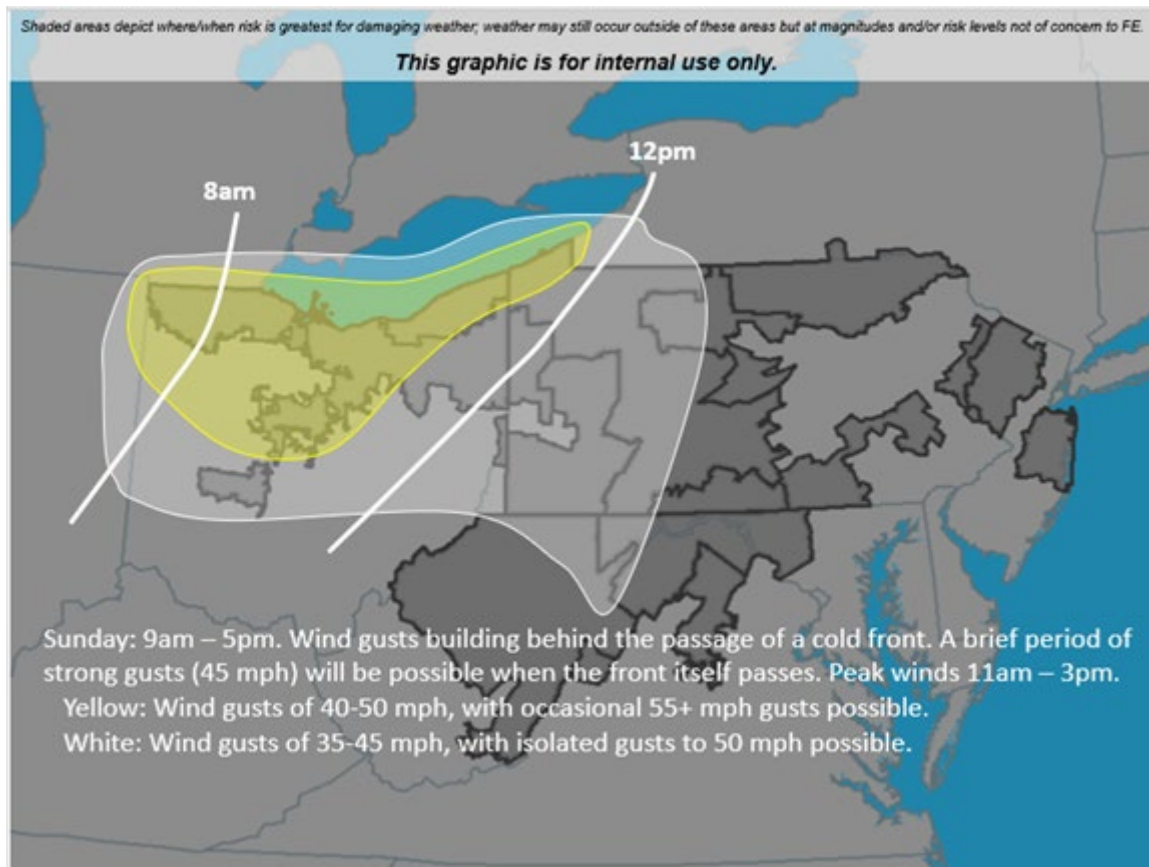 Shaded areas depict where/when risk is greatest for damaging weather; weather may still occur outside of these areas but at magnitudes and/or risk levels not of concern to FE.
This graphic is for internal use only.
12pm
8am
Sunday: 9am – 5pm. Wind gusts building behind the passage of a cold front. A brief period of
strong gusts (45 mph) will be possible when the front itself passes. Peak winds 11am – 3pm.
Yellow: Wind gusts of 40-50 mph, with occasional 55+ mph gusts possible.
White: Wind gusts of 35-45 mph, with isolated gusts to 50 mph possible.